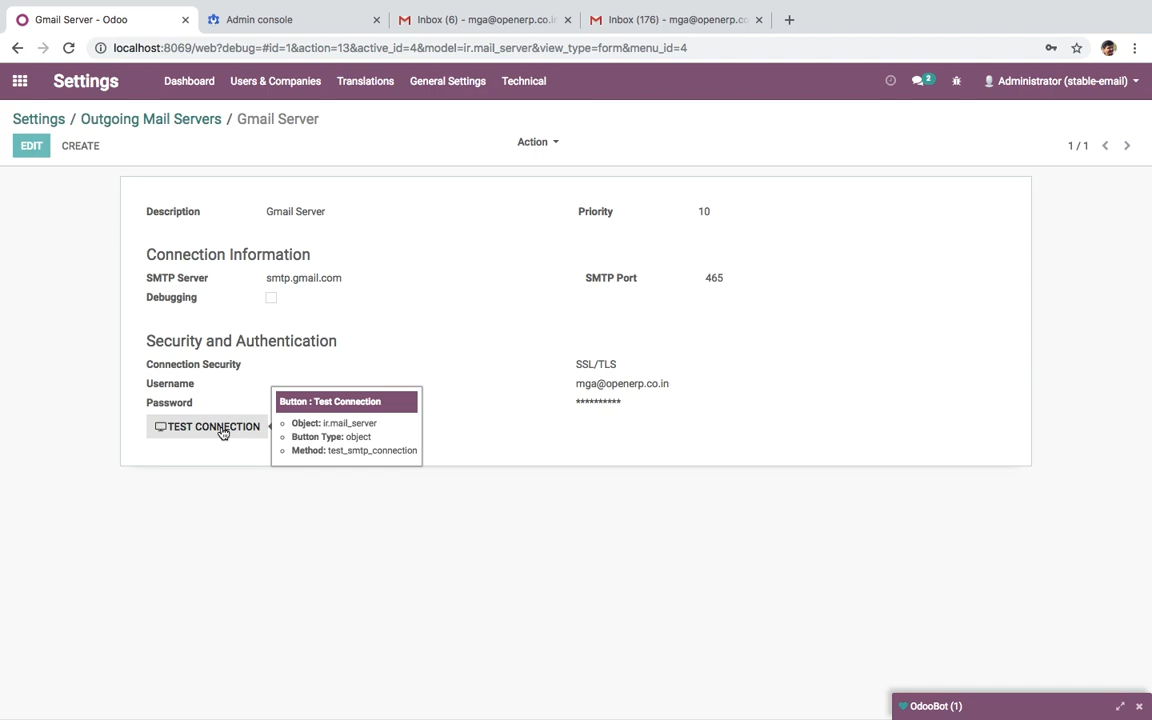 Gmail Server - Odoo
Admin console
Inbox (6) - mga@openerp.co.in
Inbox (176) - mga@openerp.co
localhost:8069/web?debug=#id=1&action=13&active_id=4&model=ir.mail_server&view_type=form&menu_id=4
Settings
Dashboard
Users & Companies
Translations
General Settings
Technical
2
Administrator (stable-email)
Settings / Outgoing Mail Servers / Gmail Server
EDIT
CREATE
Action
1 / 1
Description Gmail Server
Priority 10
Connection Information
SMTP Server smtp.gmail.com
SMTP Port 465
Debugging
Security and Authentication
Connection Security SSL/TLS
Username mga@openerp.co.in
Password **********
TEST CONNECTION
Button : Test Connection
Object: ir.mail_server
Button Type: object
Method: test_smtp_connection
OdooBot (1)